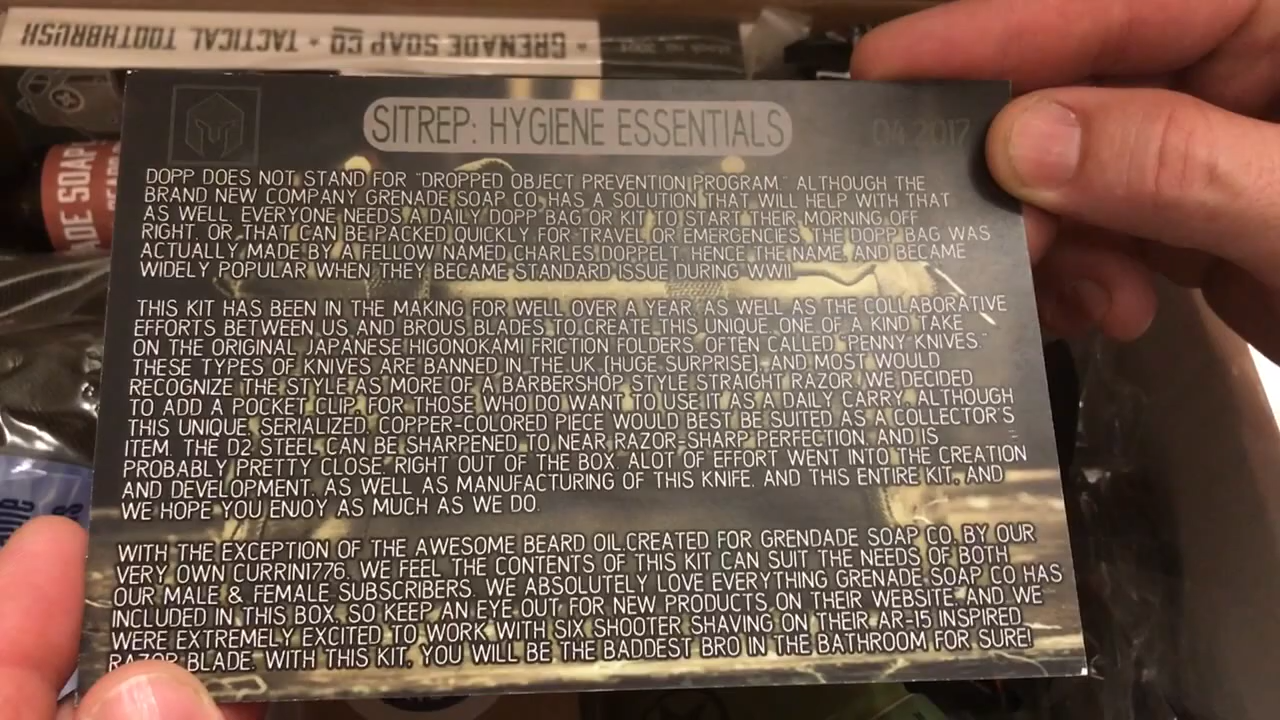 GRENADE SOAP CO • TACTICAL TOOTHBRUSH
SITREP: HYGIENE ESSENTIALS
04.2017
DOPP DOES NOT STAND FOR "DROPPED OBJECT PREVENTION PROGRAM." ALTHOUGH THE
BRAND NEW COMPANY GRENADE SOAP CO, HAS A SOLUTION THAT WILL HELP WITH THAT
AS WELL. EVERYONE NEEDS A DAILY DOPP BAG OR KIT TO START THEIR MORNING OFF
RIGHT, OR THAT CAN BE PACKED QUICKLY FOR TRAVEL OR EMERGENCIES. THE DOPP BAG WAS
ACTUALLY MADE BY A FELLOW NAMED CHARLES DOPPELT, HENCE THE NAME, AND BECAME
WIDELY POPULAR WHEN THEY BECAME STANDARD ISSUE DURING WWII.
THIS KIT HAS BEEN IN THE MAKING FOR WELL OVER A YEAR, AS WELL AS THE COLLABORATIVE
EFFORTS BETWEEN US AND BROUS BLADES TO CREATE THIS UNIQUE, ONE OF A KIND TAKE
ON THE ORIGINAL JAPANESE HIGONOKAMI FRICTION FOLDERS, OFTEN CALLED "PENNY KNIVES."
THESE TYPES OF KNIVES ARE BANNED IN THE UK (HUGE SURPRISE), AND MOST WOULD
RECOGNIZE THE STYLE AS MORE OF A BARBERSHOP STYLE STRAIGHT RAZOR. WE DECIDED
TO ADD A POCKET CLIP, FOR THOSE WHO DO WANT TO USE IT AS A DAILY CARRY, ALTHOUGH
THIS UNIQUE, SERIALIZED, COPPER-COLORED PIECE WOULD BEST BE SUITED AS A COLLECTOR'S
ITEM. THE D2 STEEL CAN BE SHARPENED TO NEAR RAZOR-SHARP PERFECTION, AND IS
PROBABLY PRETTY CLOSE, RIGHT OUT OF THE BOX. ALOT OF EFFORT WENT INTO THE CREATION
AND DEVELOPMENT, AS WELL AS MANUFACTURING OF THIS KNIFE, AND THIS ENTIRE KIT, AND
WE HOPE YOU ENJOY AS MUCH AS WE DO.
WITH THE EXCEPTION OF THE AWESOME BEARD OIL CREATED FOR GRENDADE SOAP CO. BY OUR
VERY OWN CURRIN1776, WE FEEL THE CONTENTS OF THIS KIT CAN SUIT THE NEEDS OF BOTH
OUR MALE & FEMALE SUBSCRIBERS. WE ABSOLUTELY LOVE EVERYTHING GRENADE SOAP CO HAS
INCLUDED IN THIS BOX, SO KEEP AN EYE OUT FOR NEW PRODUCTS ON THEIR WEBSITE, AND WE
WERE EXTREMELY EXCITED TO WORK WITH SIX SHOOTER SHAVING ON THEIR AR-15 INSPIRED
RAZOR BLADE. WITH THIS KIT, YOU WILL BE THE BADDEST BRO IN THE BATHROOM FOR SURE!
ADE SOAP